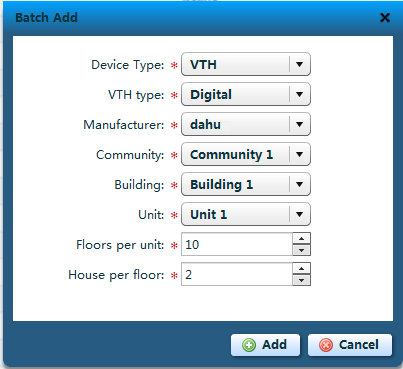 Batch Add
Device Type: * VTH
VTH type: * Digital
Manufacturer: * dahu
Community: * Community 1
Building: * Building 1
Unit: * Unit 1
Floors per unit: * 10
House per floor: * 2
Add Cancel